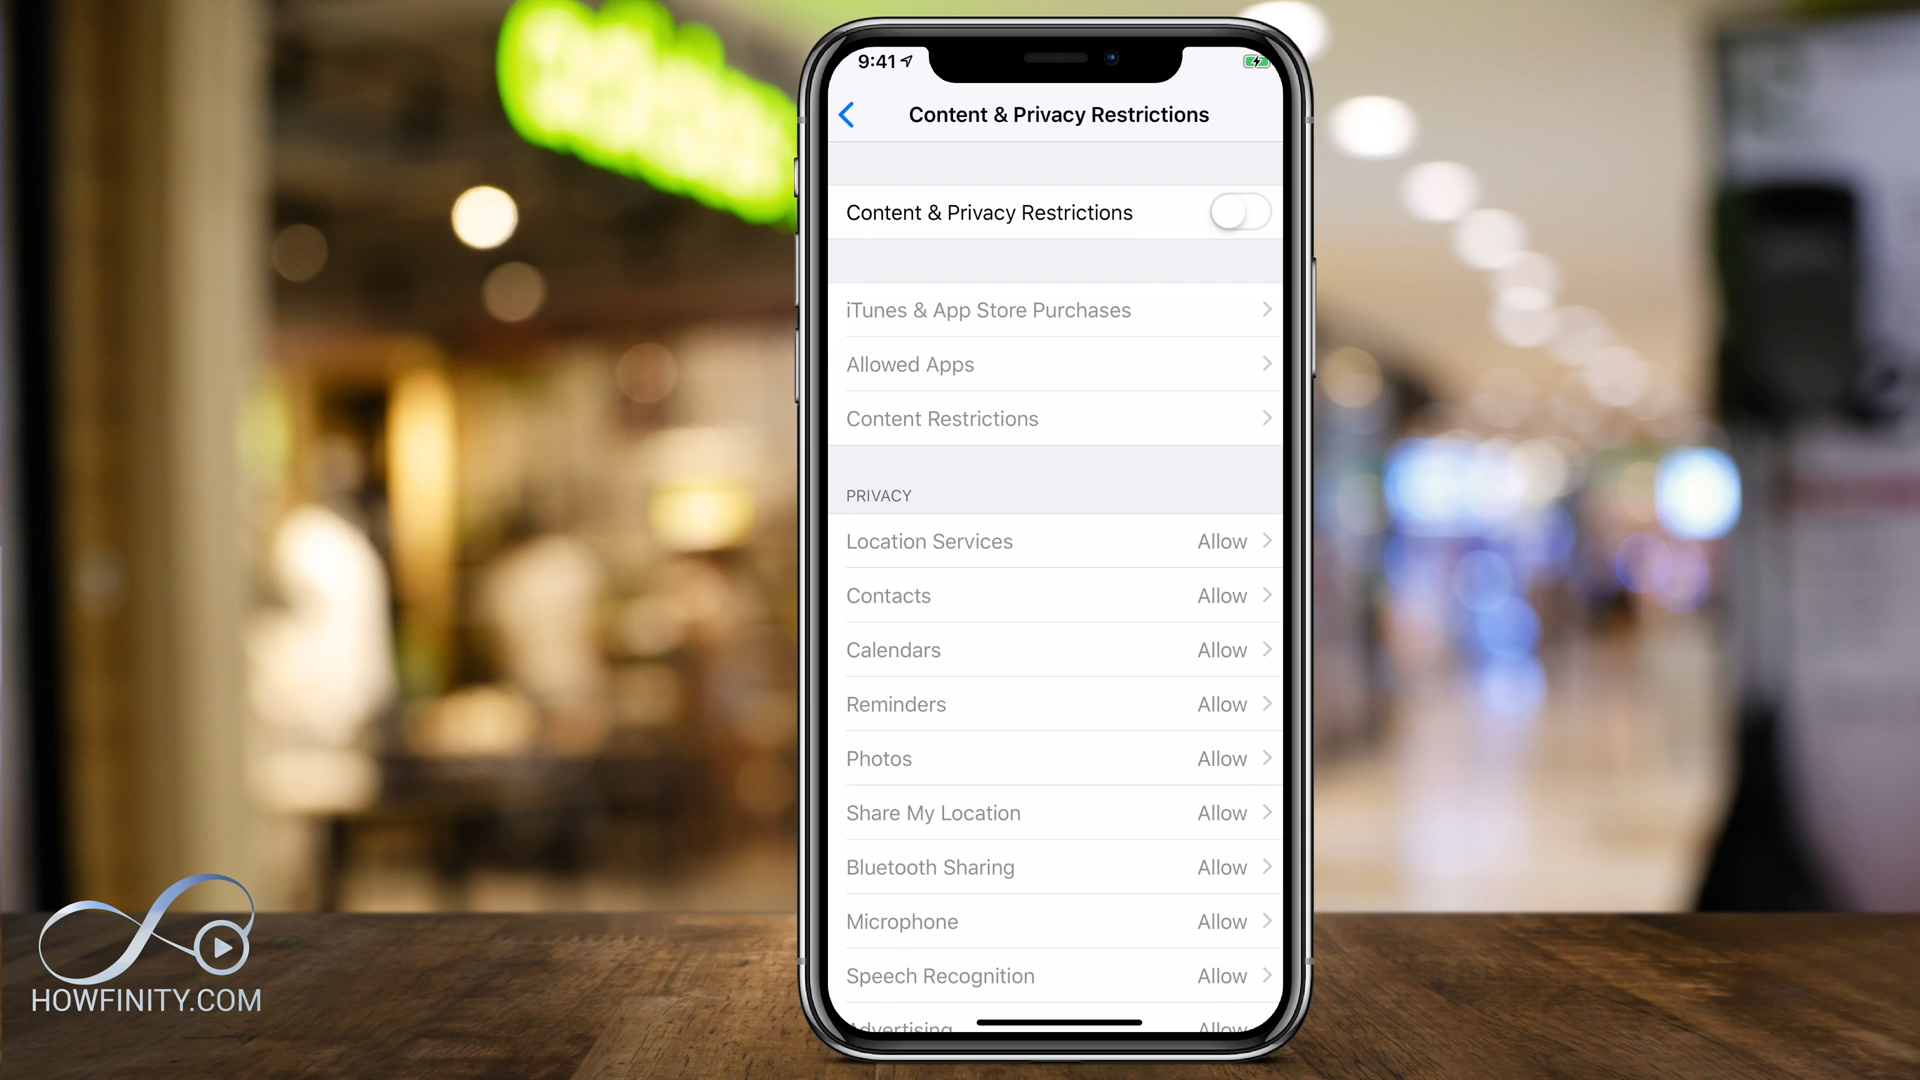 9:41
Content & Privacy Restrictions
Content & Privacy Restrictions
iTunes & App Store Purchases
Allowed Apps
Content Restrictions
PRIVACY
Location Services Allow
Contacts Allow
Calendars Allow
Reminders Allow
Photos Allow
Share My Location Allow
Bluetooth Sharing Allow
Microphone Allow
Speech Recognition Allow
Advertising Allow
HOWFINITY.COM